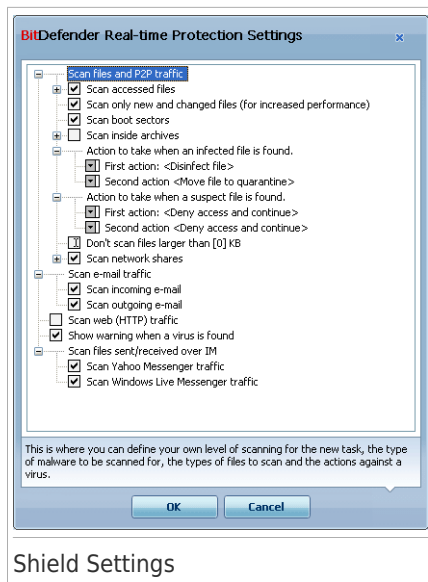 BitDefender Real-time Protection Settings
Scan files and P2P traffic
Scan accessed files
Scan only new and changed files (for increased performance)
Scan boot sectors
Scan inside archives
Action to take when an infected file is found.
First action: <Disinfect file>
Second action <Move file to quarantine>
Action to take when a suspect file is found.
First action: <Deny access and continue>
Second action <Deny access and continue>
Don't scan files larger than [0] KB
Scan network shares
Scan e-mail traffic
Scan incoming e-mail
Scan outgoing e-mail
Scan web (HTTP) traffic
Show warning when a virus is found
Scan files sent/received over IM
Scan Yahoo Messenger traffic
Scan Windows Live Messenger traffic
This is where you can define your own level of scanning for the new task, the type
of malware to be scanned for, the types of files to scan and the actions against a
virus.
OK Cancel
Shield Settings